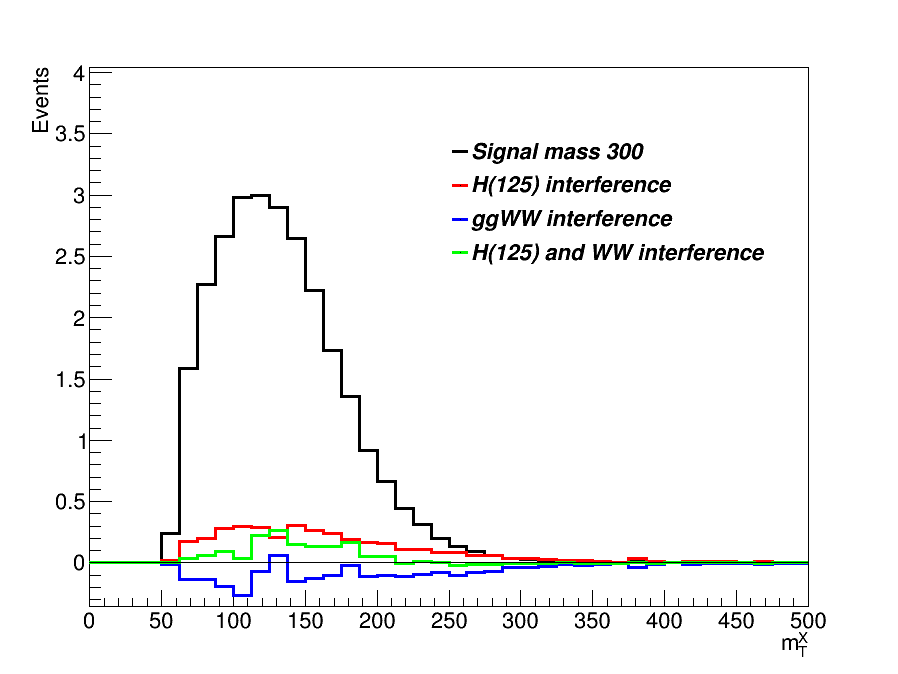 Events
4
3.5
3
2.5
2
1.5
1
0.5
0
Signal mass 300
H(125) interference
ggWW interference
H(125) and WW interference
0 50 100 150 200 250 300 350 400 450 500
m_T^X